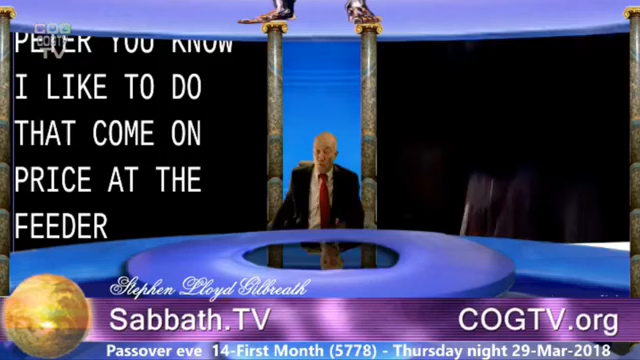 COG
COGTV
TV
PETER YOU KNOW
I LIKE TO DO
THAT COME ON
PRICE AT THE
FEEDER
Stephen Lloyd Gilbreath
Sabbath.TV
COGTV.org
Passover eve 14-First Month (5778) - Thursday night 29-Mar-2018